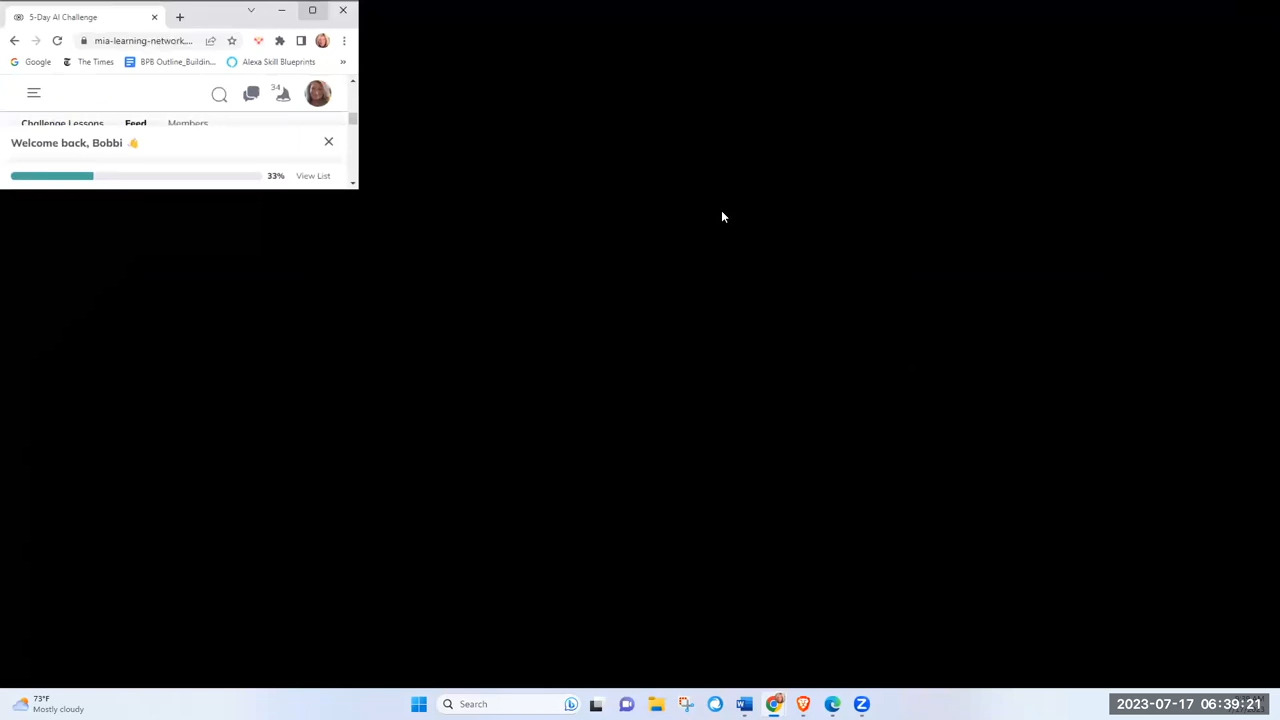 5-Day AI Challenge
mia-learning-network....
Google The Times BPB Outline_Buildin... Alexa Skill Blueprints »
34
Challenge Lessons Feed Members
Welcome back, Bobbi 👋
33% View List
73°F
Mostly cloudy
Search
2023-07-17 06:38:21